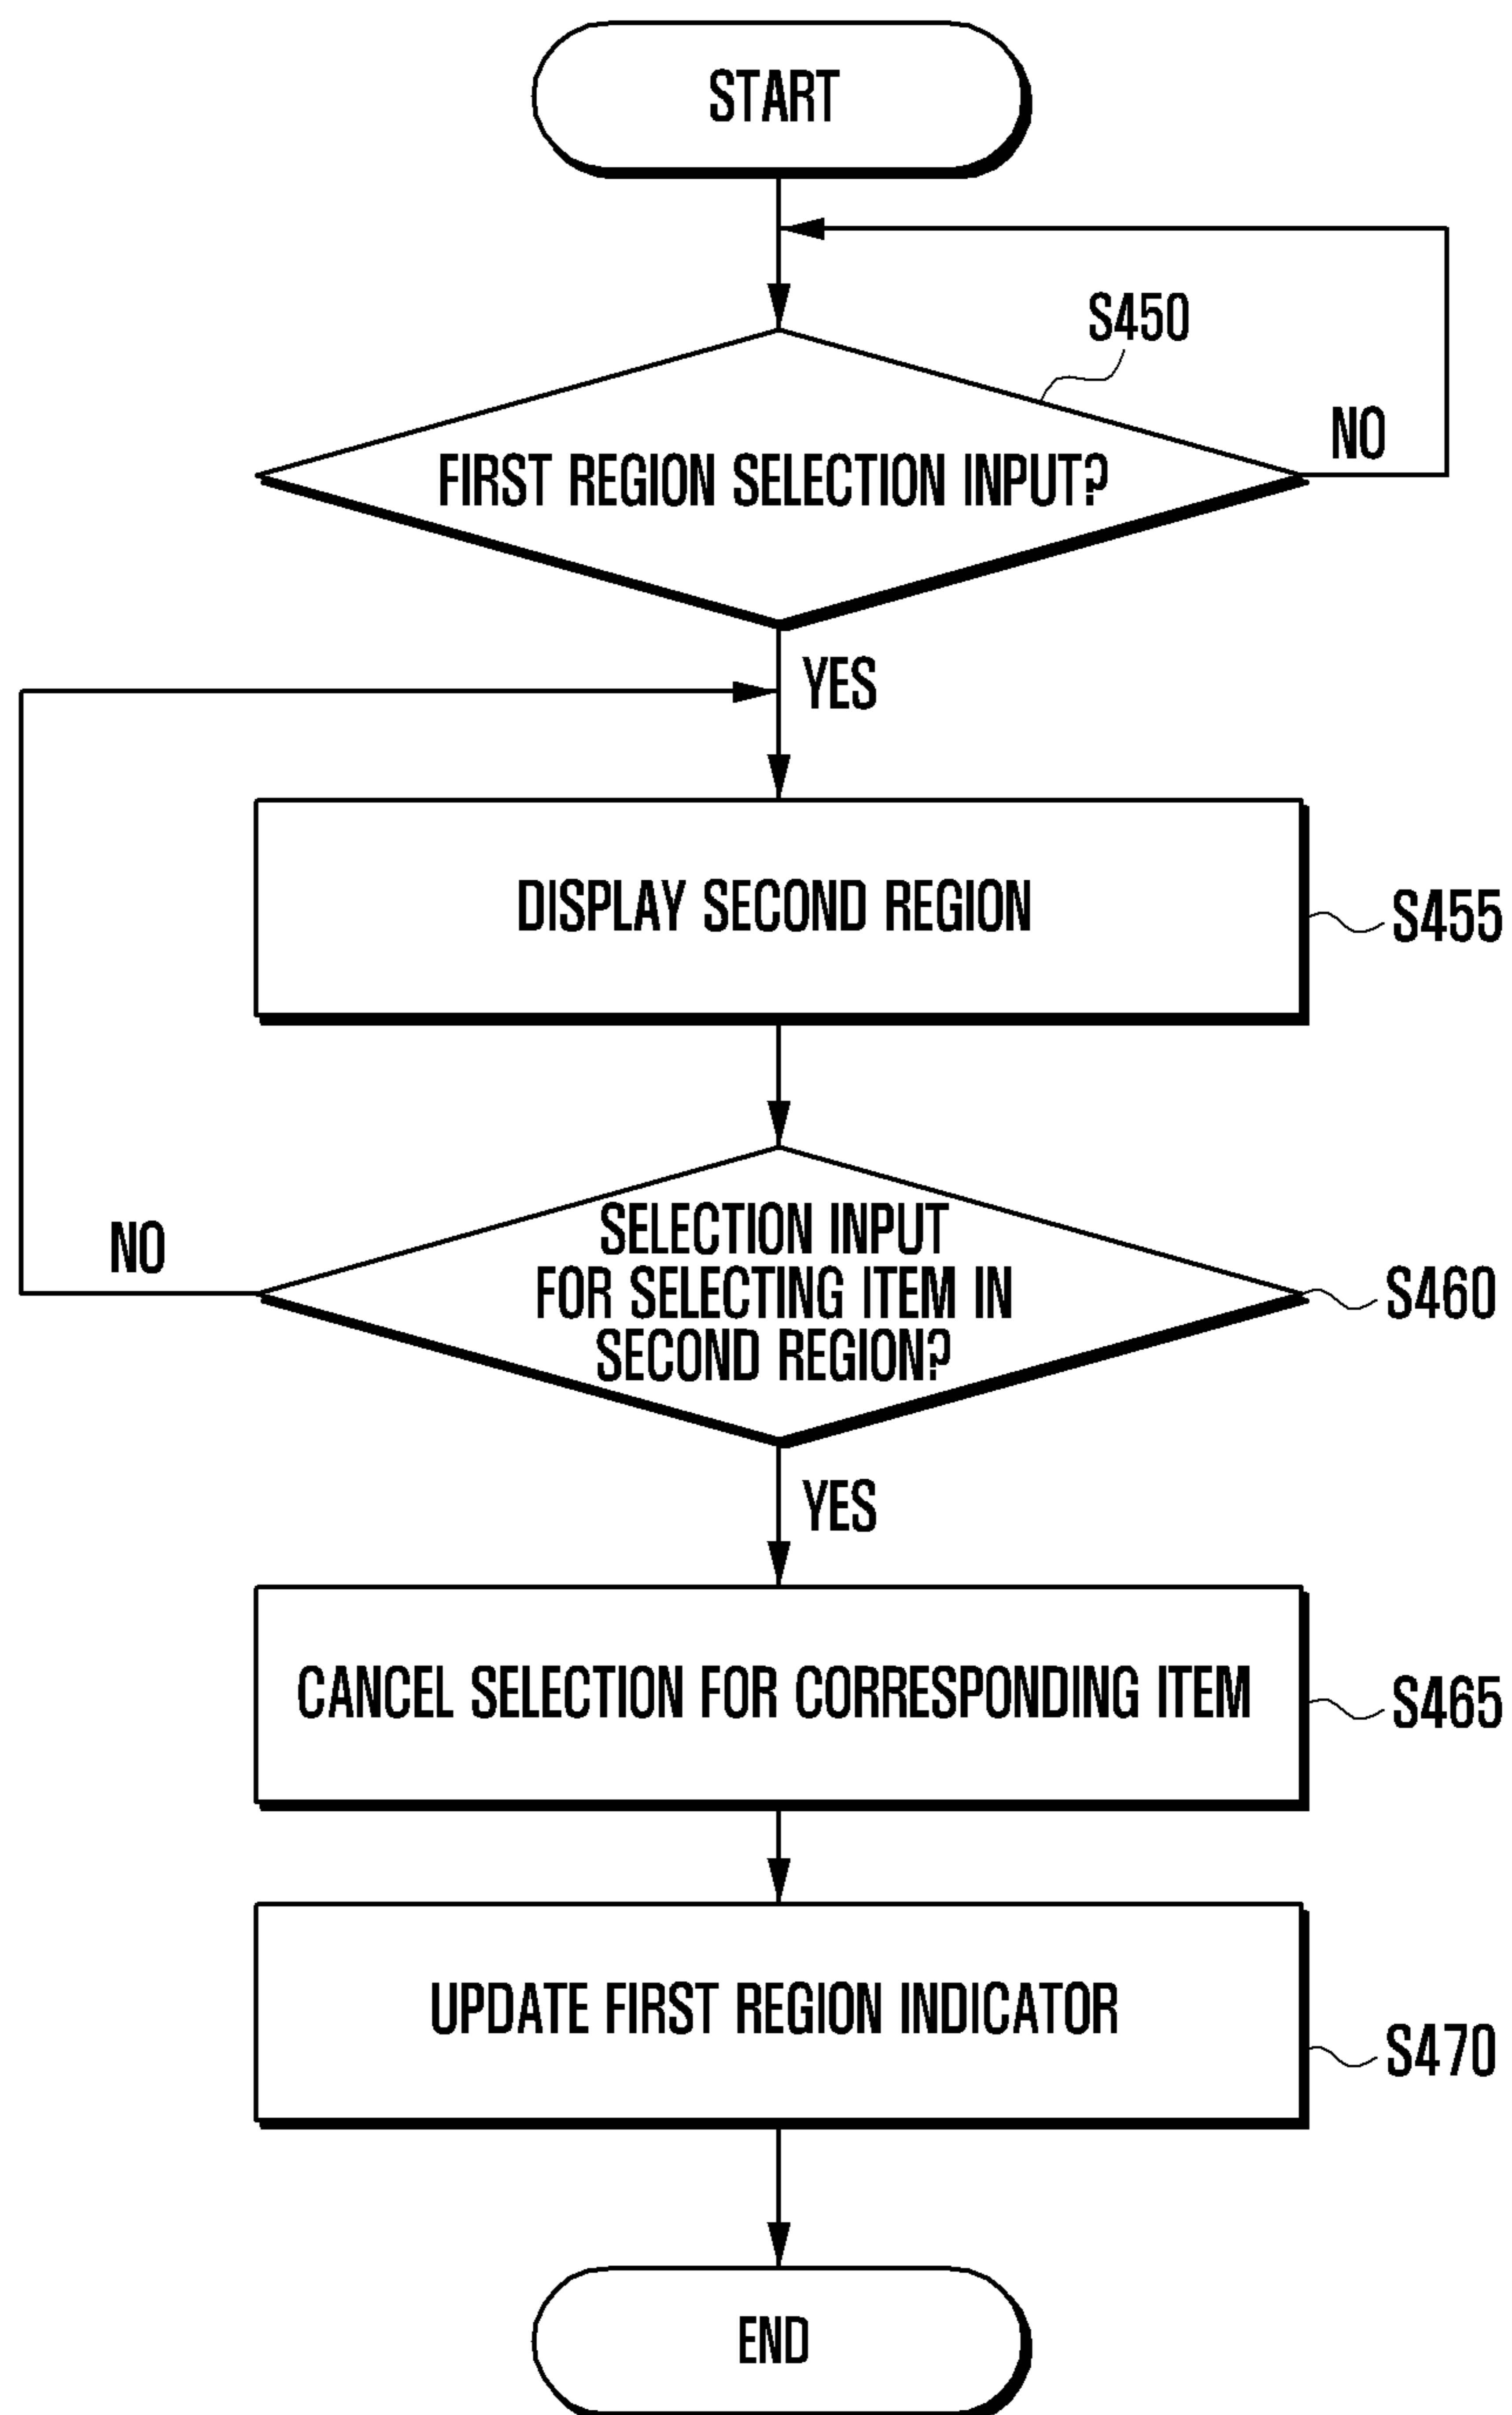 START
S450
NO
FIRST REGION SELECTION INPUT?
YES
DISPLAY SECOND REGION
S455
NO
SELECTION INPUT
FOR SELECTING ITEM IN
SECOND REGION?
S460
YES
CANCEL SELECTION FOR CORRESPONDING ITEM
S465
UPDATE FIRST REGION INDICATOR
S470
END